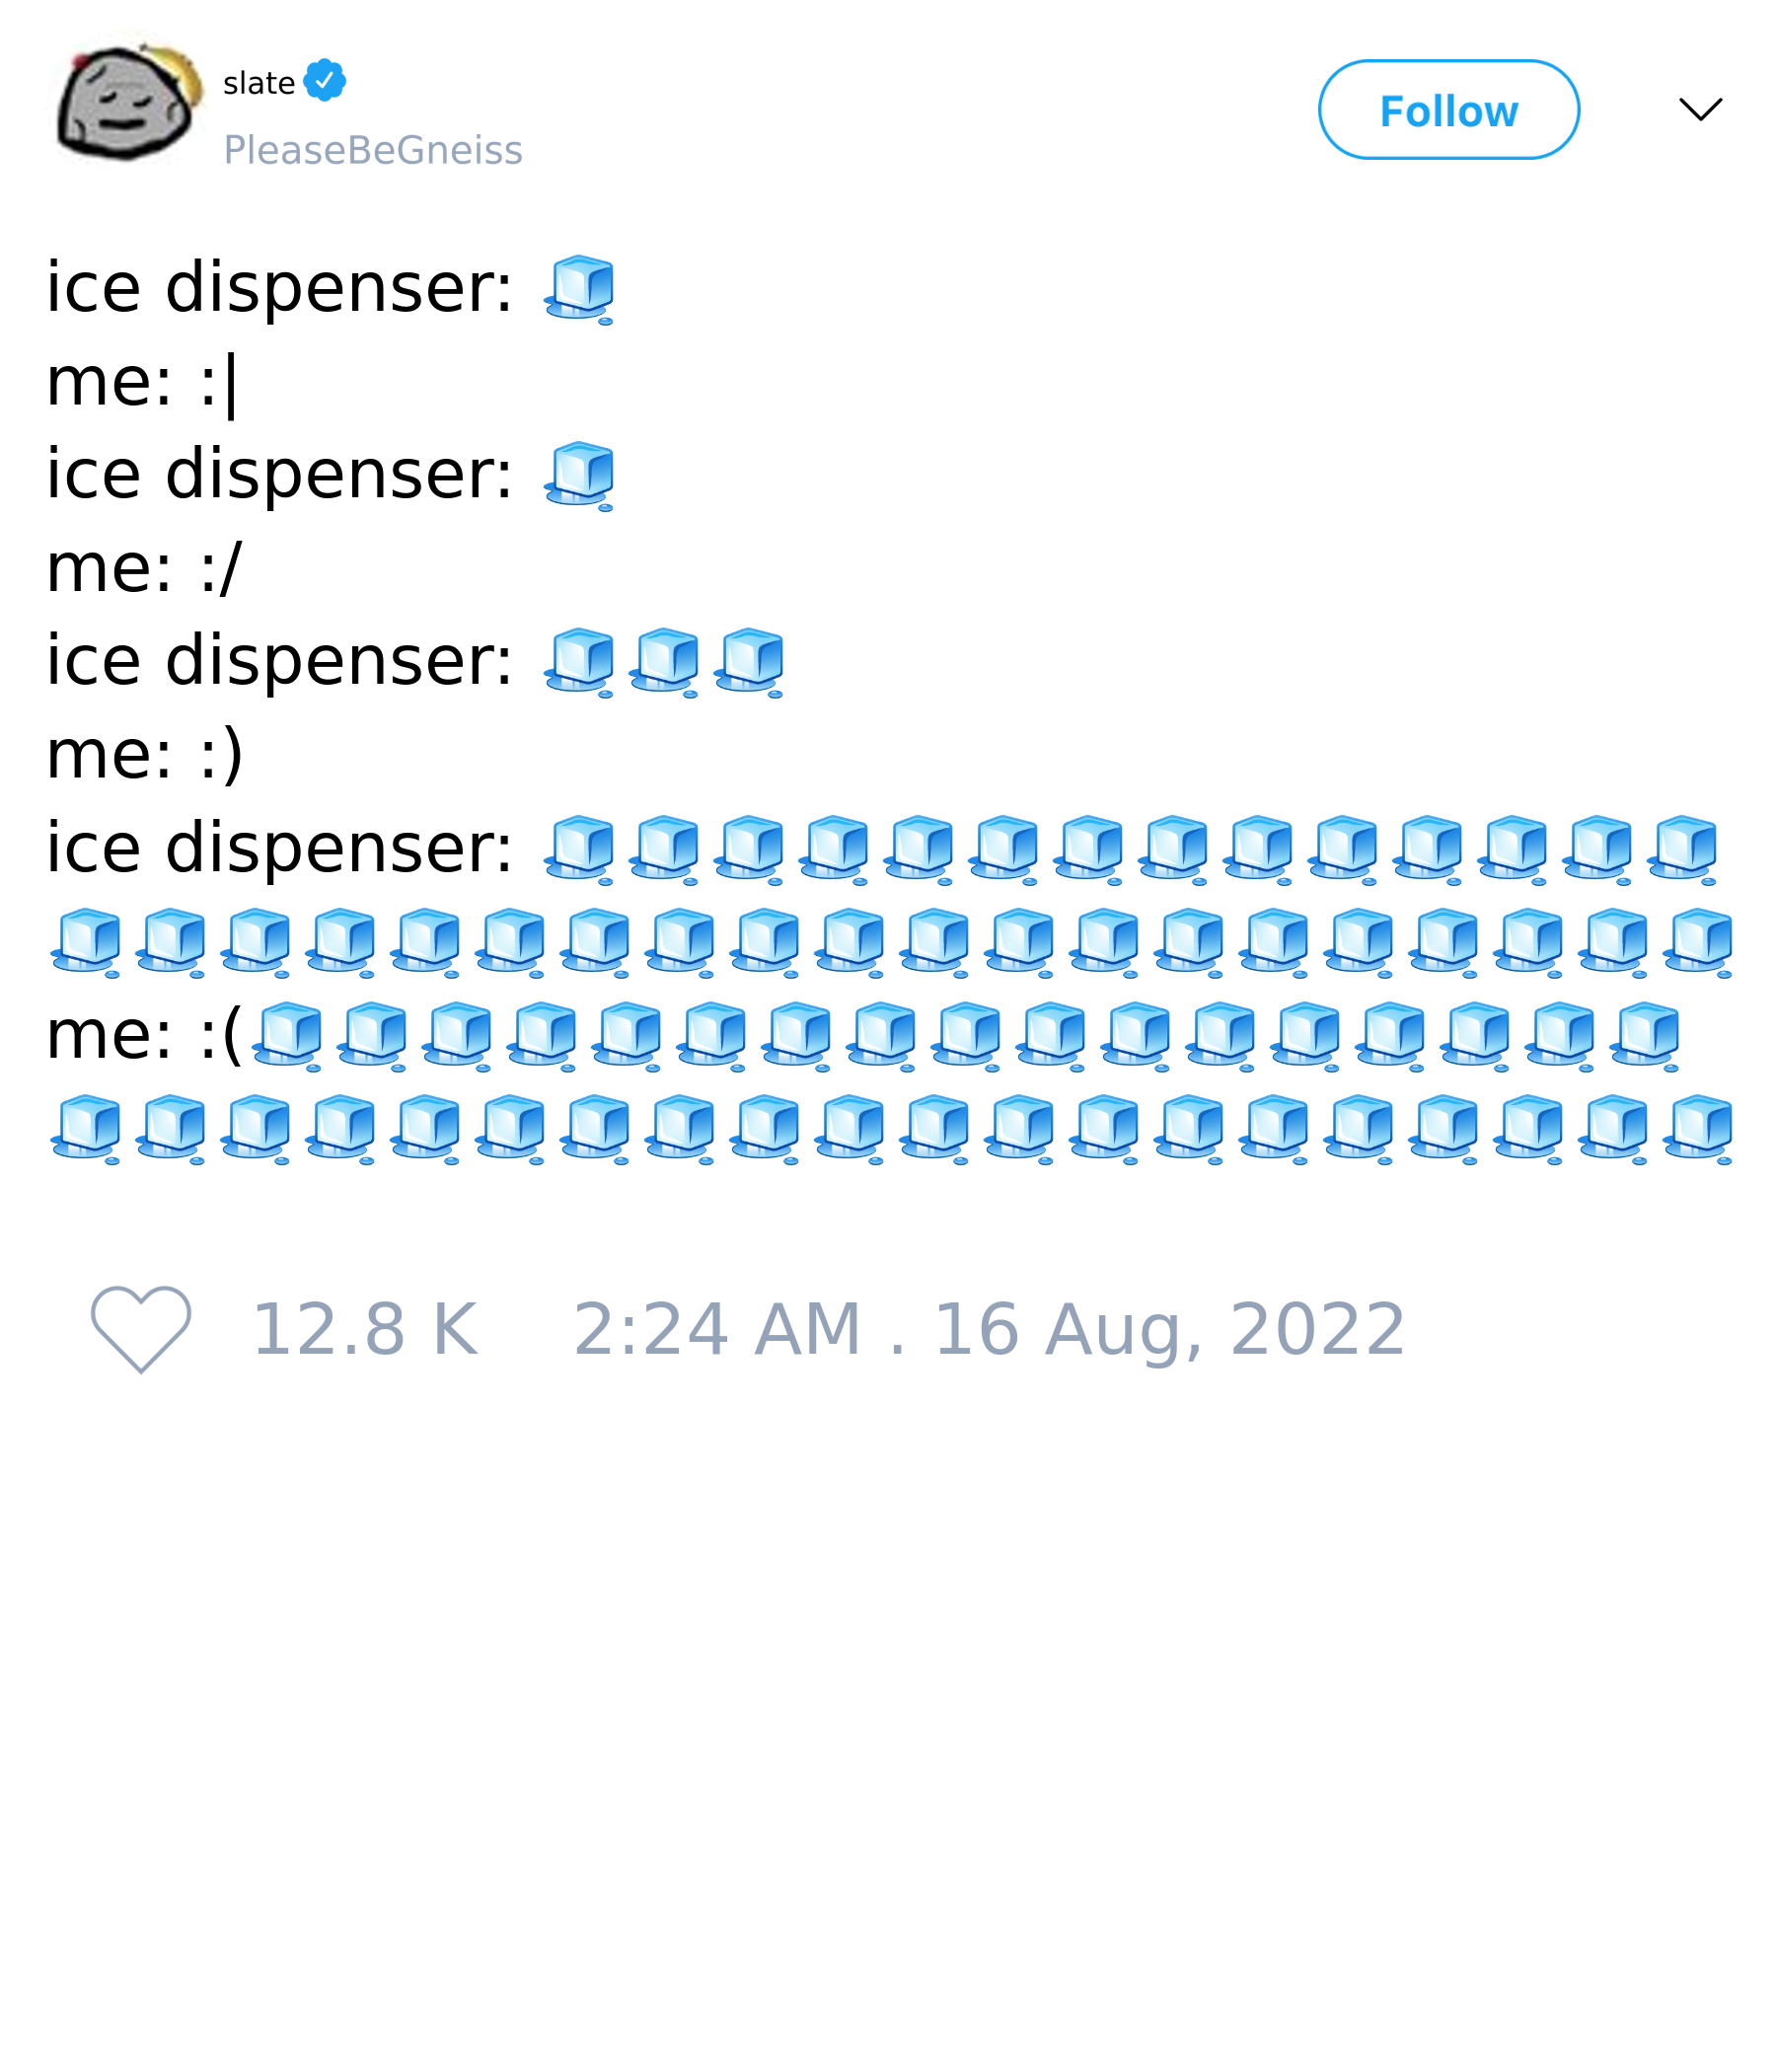 slate
PleaseBeGneiss
Follow
ice dispenser: 🧊
me: :|
ice dispenser: 🧊
me: :/
ice dispenser: 🧊🧊🧊
me: :)
ice dispenser: 🧊🧊🧊🧊🧊🧊🧊🧊🧊🧊🧊🧊🧊🧊
🧊🧊🧊🧊🧊🧊🧊🧊🧊🧊🧊🧊🧊🧊🧊🧊🧊🧊🧊🧊
me: :(🧊🧊🧊🧊🧊🧊🧊🧊🧊🧊🧊🧊🧊🧊🧊🧊🧊
🧊🧊🧊🧊🧊🧊🧊🧊🧊🧊🧊🧊🧊🧊🧊🧊🧊🧊🧊🧊
12.8 K 2:24 AM . 16 Aug, 2022